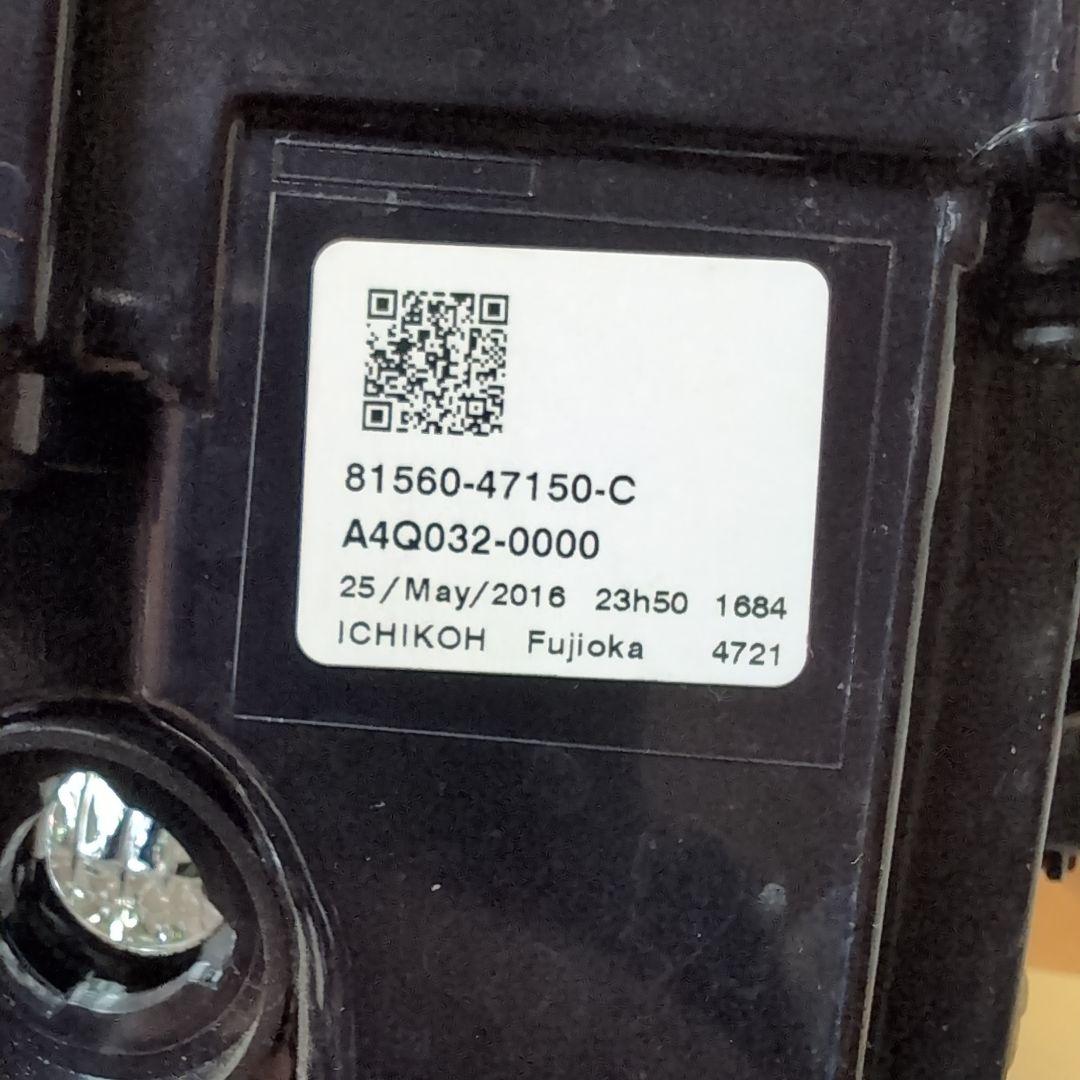 81560-47150-C
A4Q032-0000
25/May/2016 23h50 1684
ICHIKOH Fujioka 4721